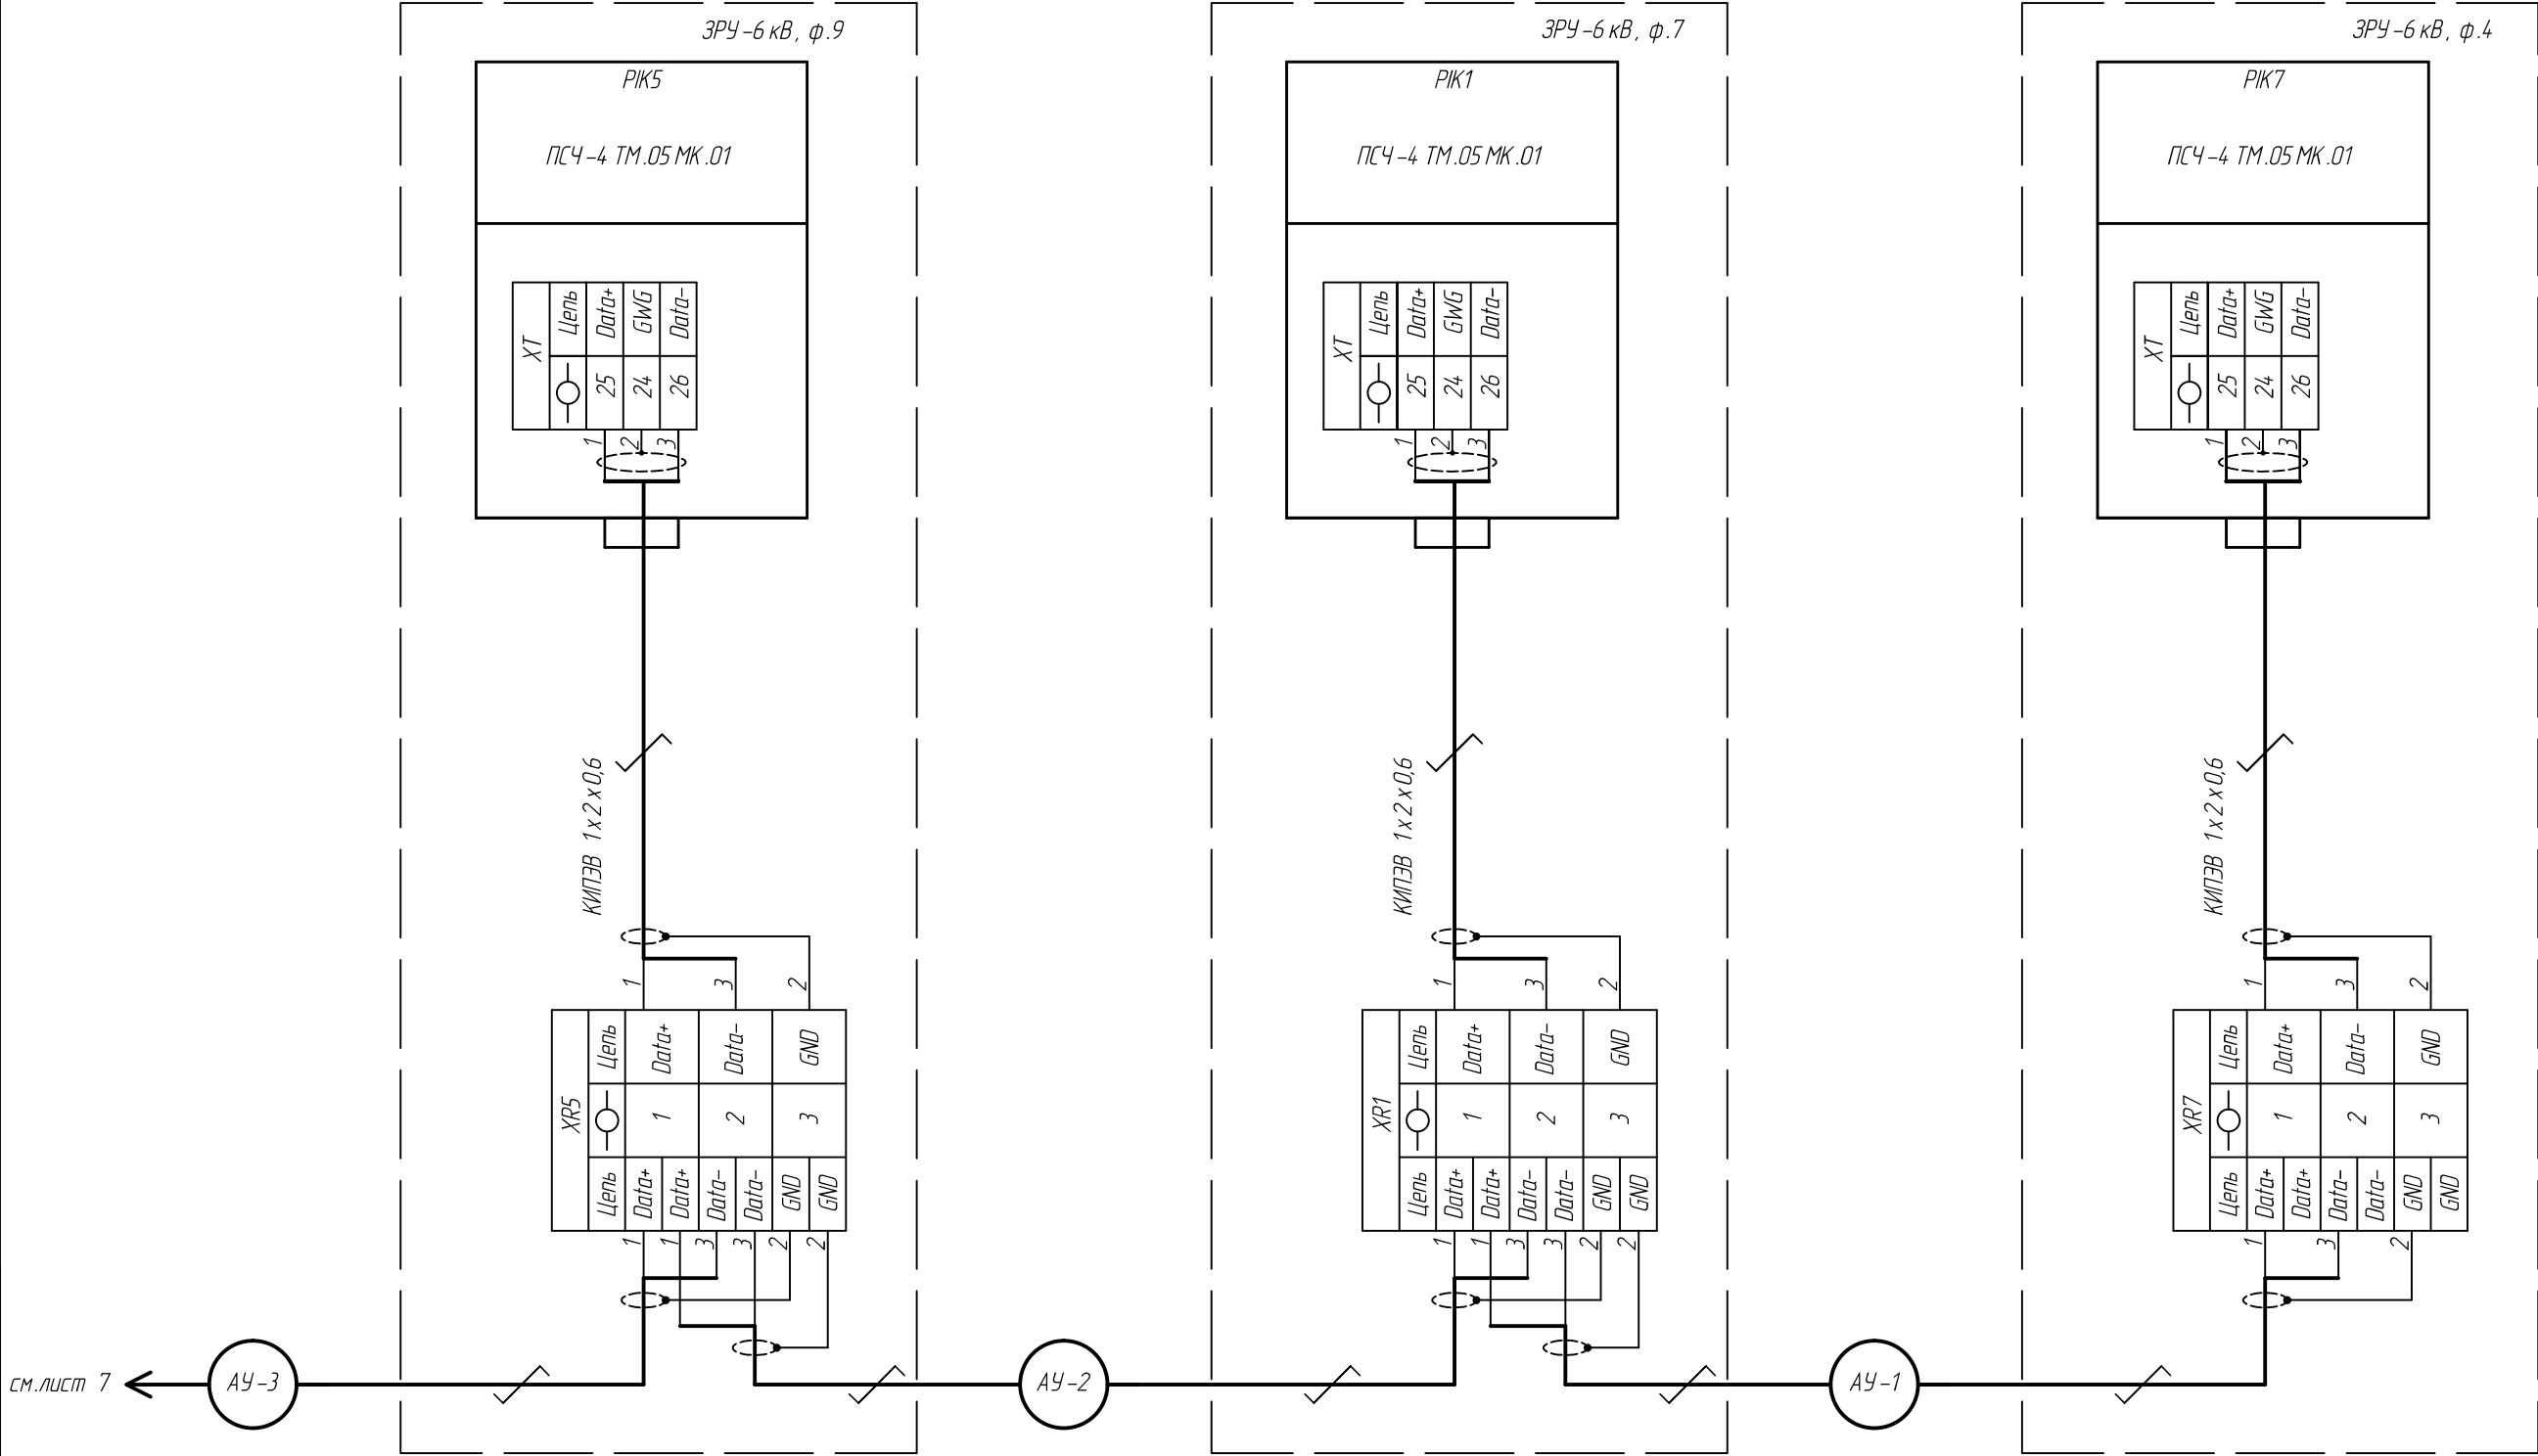 ЗРУ-6 кВ, ф.9
PIK5
ПСЧ-4 ТМ.05 МК.01
XT
Цепь
Data+
GWG
Data-
25
24
26
1
2
3
КИПЭВ 1х2х0,6
1
3
2
XR5
Цепь
Data+
Data-
GND
1
2
3
Цепь
Data+
Data+
Data-
Data-
GND
GND
1
1
3
3
2
2
ЗРУ-6 кВ, ф.7
PIK1
ПСЧ-4 ТМ.05 МК.01
XT
Цепь
Data+
GWG
Data-
25
24
26
1
2
3
КИПЭВ 1х2х0,6
1
3
2
XR1
Цепь
Data+
Data-
GND
1
2
3
Цепь
Data+
Data+
Data-
Data-
GND
GND
1
1
3
3
2
2
ЗРУ-6 кВ, ф.4
PIK7
ПСЧ-4 ТМ.05 МК.01
XT
Цепь
Data+
GWG
Data-
25
24
26
1
2
3
КИПЭВ 1х2х0,6
1
3
2
XR7
Цепь
Data+
Data-
GND
1
2
3
Цепь
Data+
Data+
Data-
Data-
GND
GND
1
3
2
см.лист 7
АУ-3
АУ-2
АУ-1